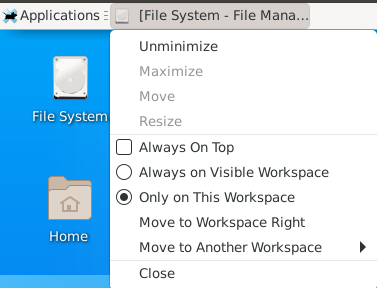 Applications [File System - File Mana...
Unminimize
Maximize
Move
Resize
File System
Always On Top
Always on Visible Workspace
Only on This Workspace
Move to Workspace Right
Home
Move to Another Workspace
Close